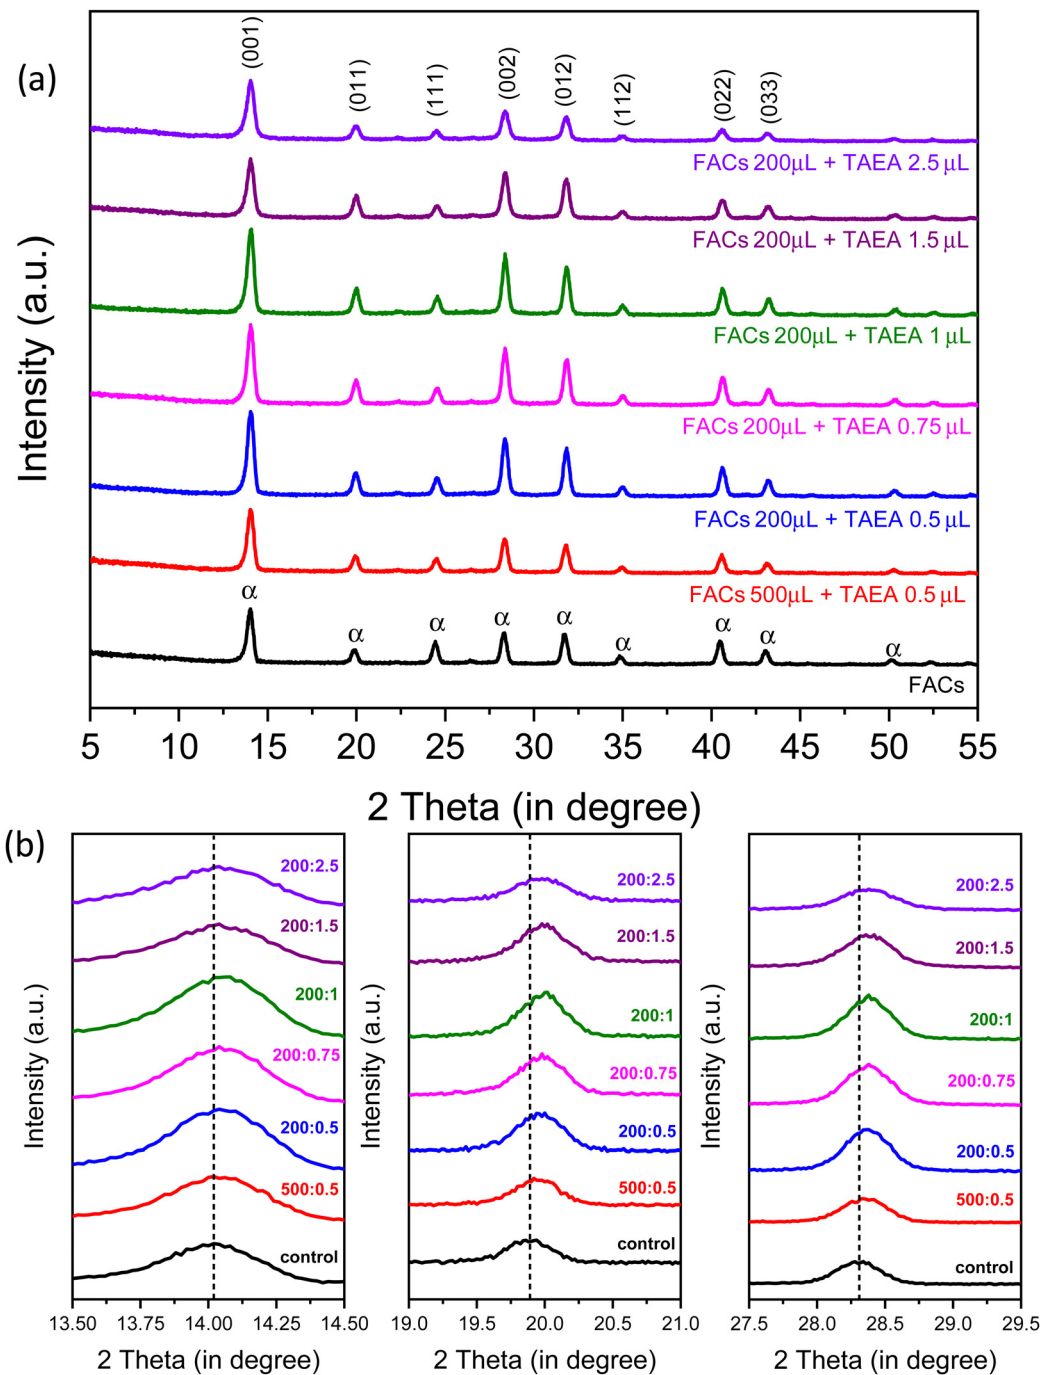 (a)
(001)
(011)
(111)
(002)
(012)
(112)
(022)
(033)
FACs 200μL + TAEA 2.5 μL
FACs 200μL + TAEA 1.5 μL
FACs 200μL + TAEA 1 μL
FACs 200μL + TAEA 0.75 μL
FACs 200μL + TAEA 0.5 μL
FACs 500μL + TAEA 0.5 μL
α α α α α α α α α
FACs
Intensity (a.u.)
5 10 15 20 25 30 35 40 45 50 55
2 Theta (in degree)
(b)
200:2.5
200:1.5
200:1
200:0.75
200:0.5
500:0.5
control
Intensity (a.u.)
13.50 13.75 14.00 14.25 14.50
2 Theta (in degree)
200:2.5
200:1.5
200:1
200:0.75
200:0.5
500:0.5
control
Intensity (a.u.)
19.0 19.5 20.0 20.5 21.0
2 Theta (in degree)
200:2.5
200:1.5
200:1
200:0.75
200:0.5
500:0.5
control
Intensity (a.u.)
27.5 28.0 28.5 29.0 29.5
2 Theta (in degree)